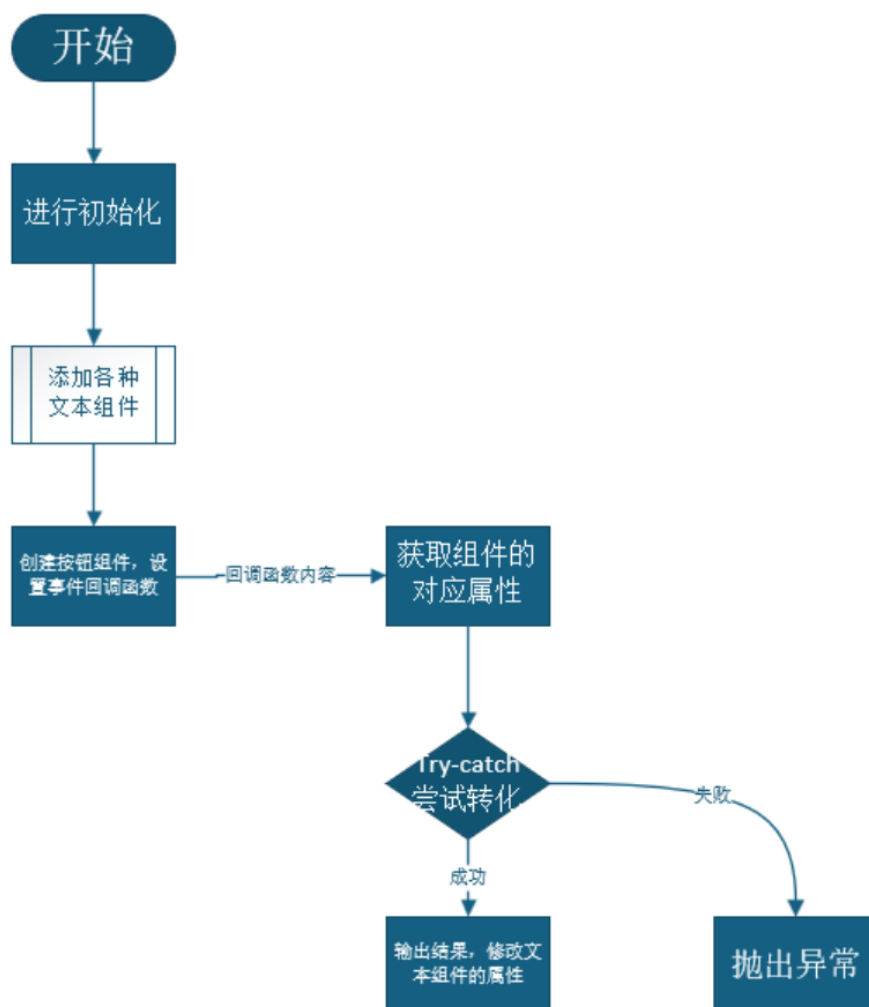 开始
进行初始化
添加各种
文本组件
创建按钮组件，设
置事件回调函数
回调函数内容
获取组件的
对应属性
Try-catch
尝试转化
失败
成功
输出结果，修改文
本组件的属性
抛出异常